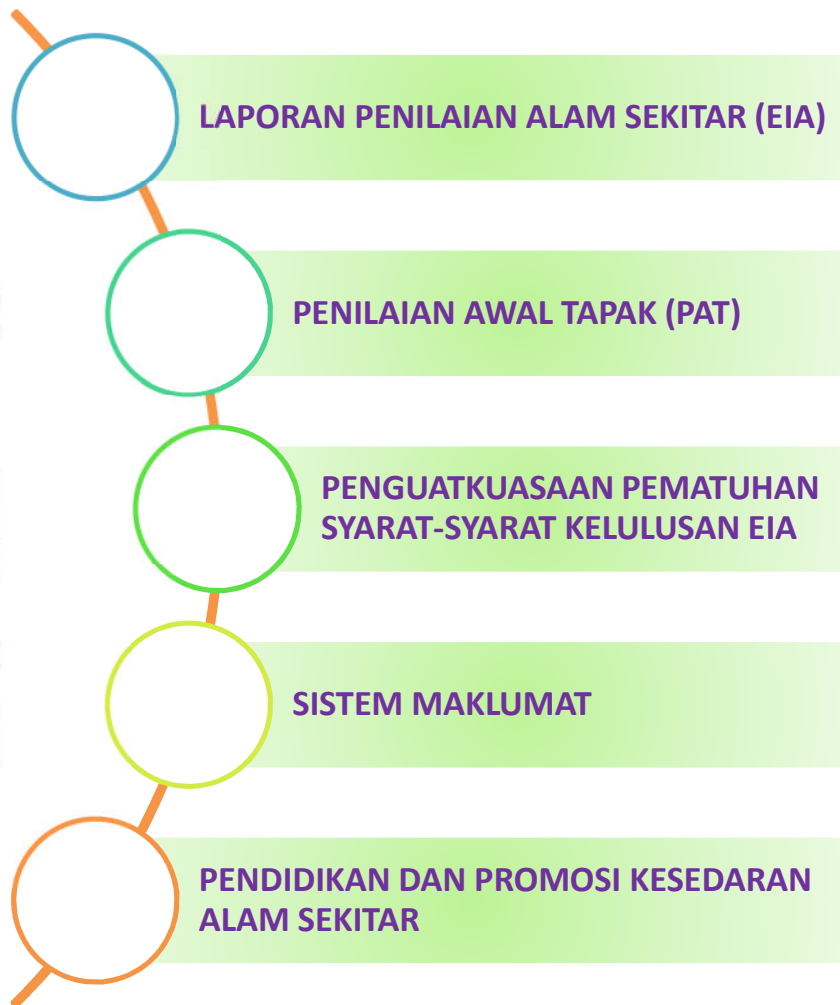 LAPORAN PENILAIAN ALAM SEKITAR (EIA)
PENILAIAN AWAL TAPAK (PAT)
PENGUATKUASAAN PEMATUHAN
SYARAT-SYARAT KELULUSAN EIA
SISTEM MAKLUMAT
PENDIDIKAN DAN PROMOSI KESEDARAN
ALAM SEKITAR